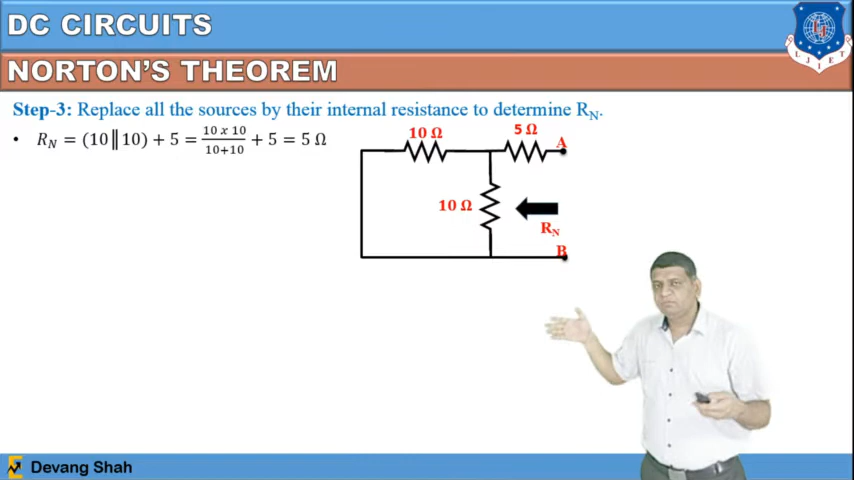 DC CIRCUITS
NORTON'S THEOREM
LJIET
Step-3: Replace all the sources by their internal resistance to determine R_N.
• R_N = (10 ∥ 10) + 5 = (10 x 10)/(10+10) + 5 = 5 Ω
10 Ω
5 Ω
A
10 Ω
R_N
B
Devang Shah